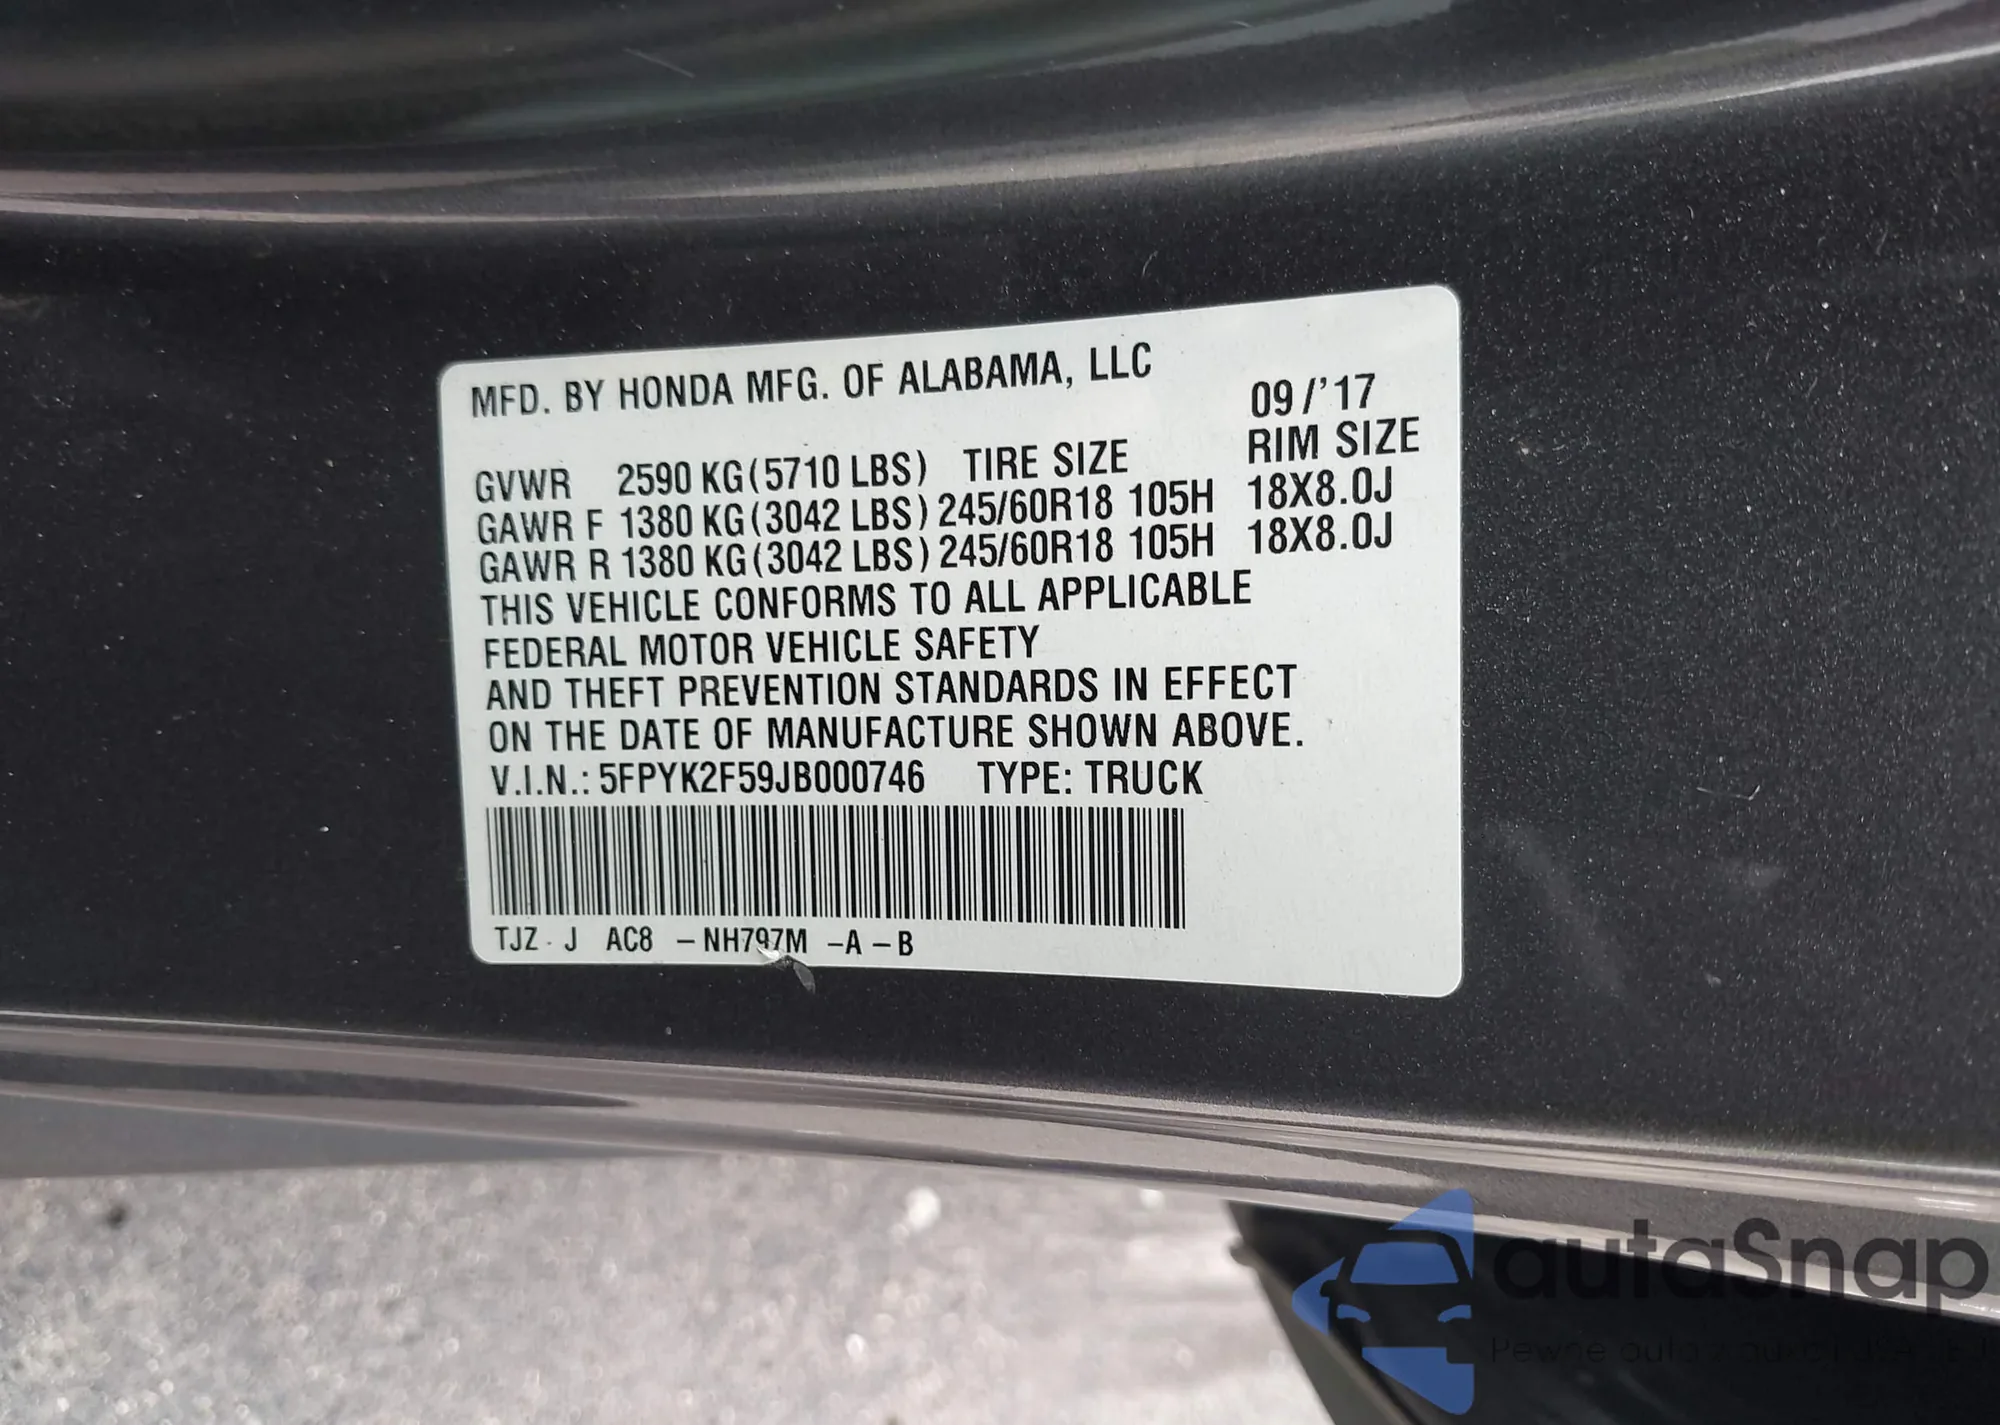 MFD. BY HONDA MFG. OF ALABAMA, LLC
09/'17
GVWR 2590 KG (5710 LBS) TIRE SIZE RIM SIZE
GAWR F 1380 KG (3042 LBS) 245/60R18 105H 18X8.0J
GAWR R 1380 KG (3042 LBS) 245/60R18 105H 18X8.0J
THIS VEHICLE CONFORMS TO ALL APPLICABLE
FEDERAL MOTOR VEHICLE SAFETY
AND THEFT PREVENTION STANDARDS IN EFFECT
ON THE DATE OF MANUFACTURE SHOWN ABOVE.
V.I.N.: 5FPYK2F59JB000746 TYPE: TRUCK
TJZ - J AC8 - NH797M -A - B
autaSnap
Pewne auta z